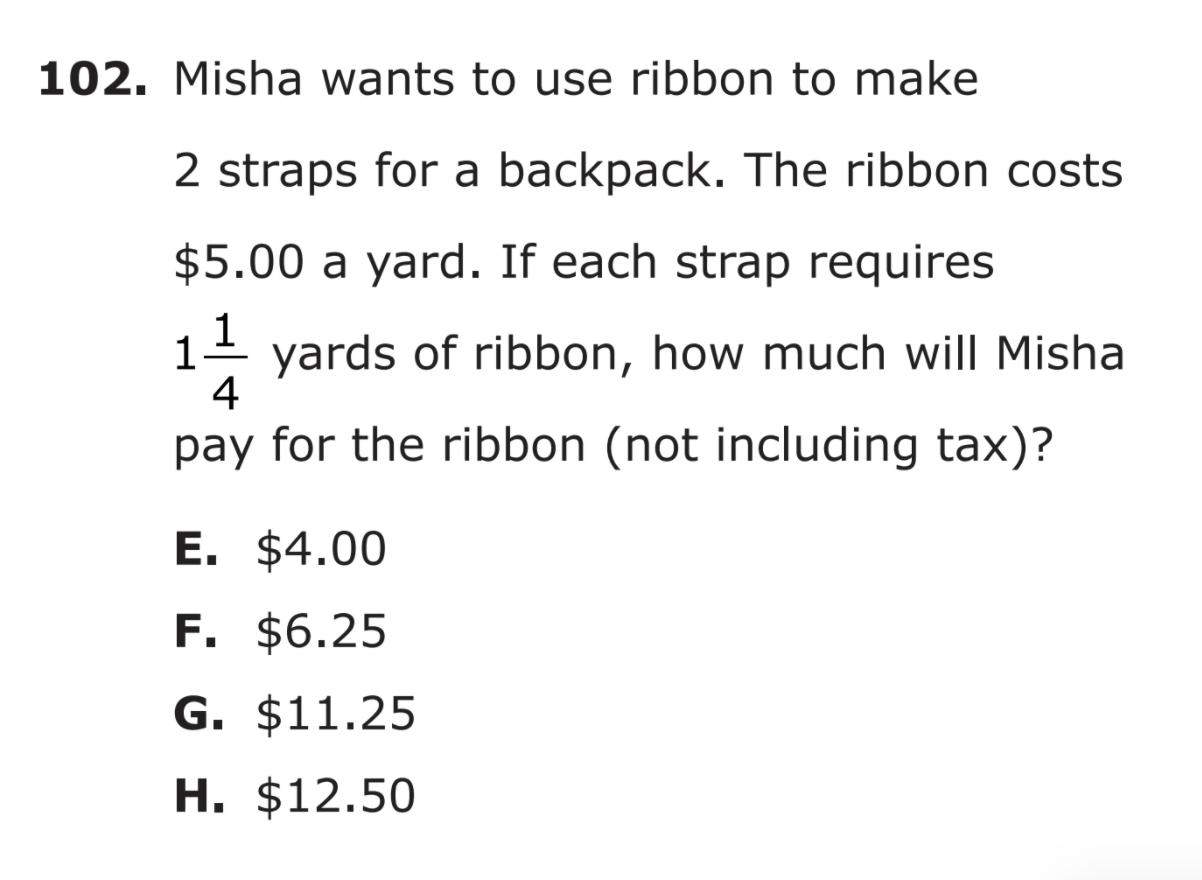 102. Misha wants to use ribbon to make
2 straps for a backpack. The ribbon costs
$5.00 a yard. If each strap requires
1 1/4 yards of ribbon, how much will Misha
pay for the ribbon (not including tax)?
E. $4.00
F. $6.25
G. $11.25
H. $12.50